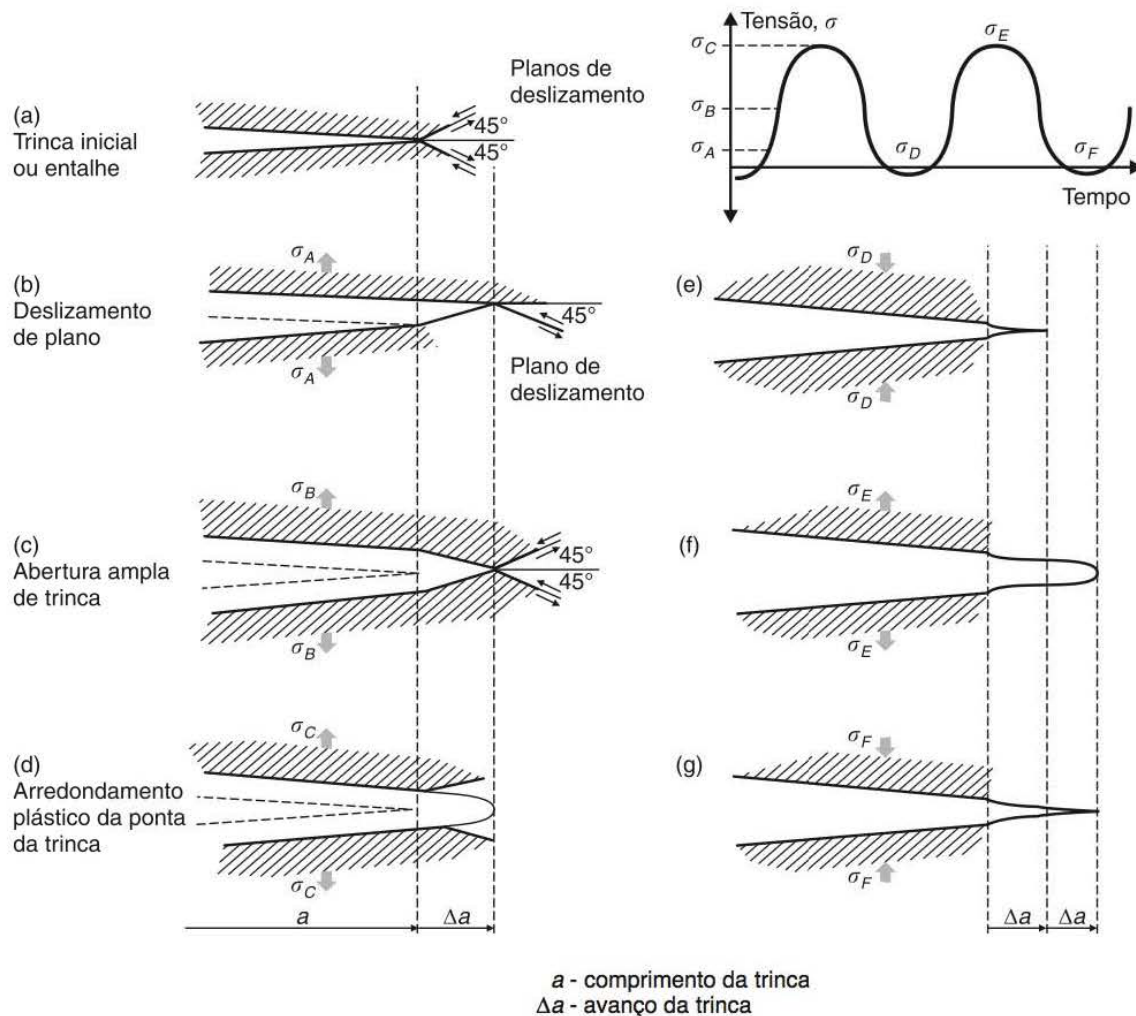 Tensão, σ
σC
σE
σB
σA
σD
σF
Tempo
(a)
Trinca inicial
ou entalhe
Planos de
deslizamento
45°
45°
(b)
Deslizamento
de plano
σA
σA
45°
Plano de
deslizamento
(c)
Abertura ampla
de trinca
σB
σB
45°
45°
(d)
Arredondamento
plástico da ponta
da trinca
σC
σC
a
Δa
(e)
σD
σD
(f)
σE
σE
(g)
σF
σF
Δa
Δa
a - comprimento da trinca
Δa - avanço da trinca